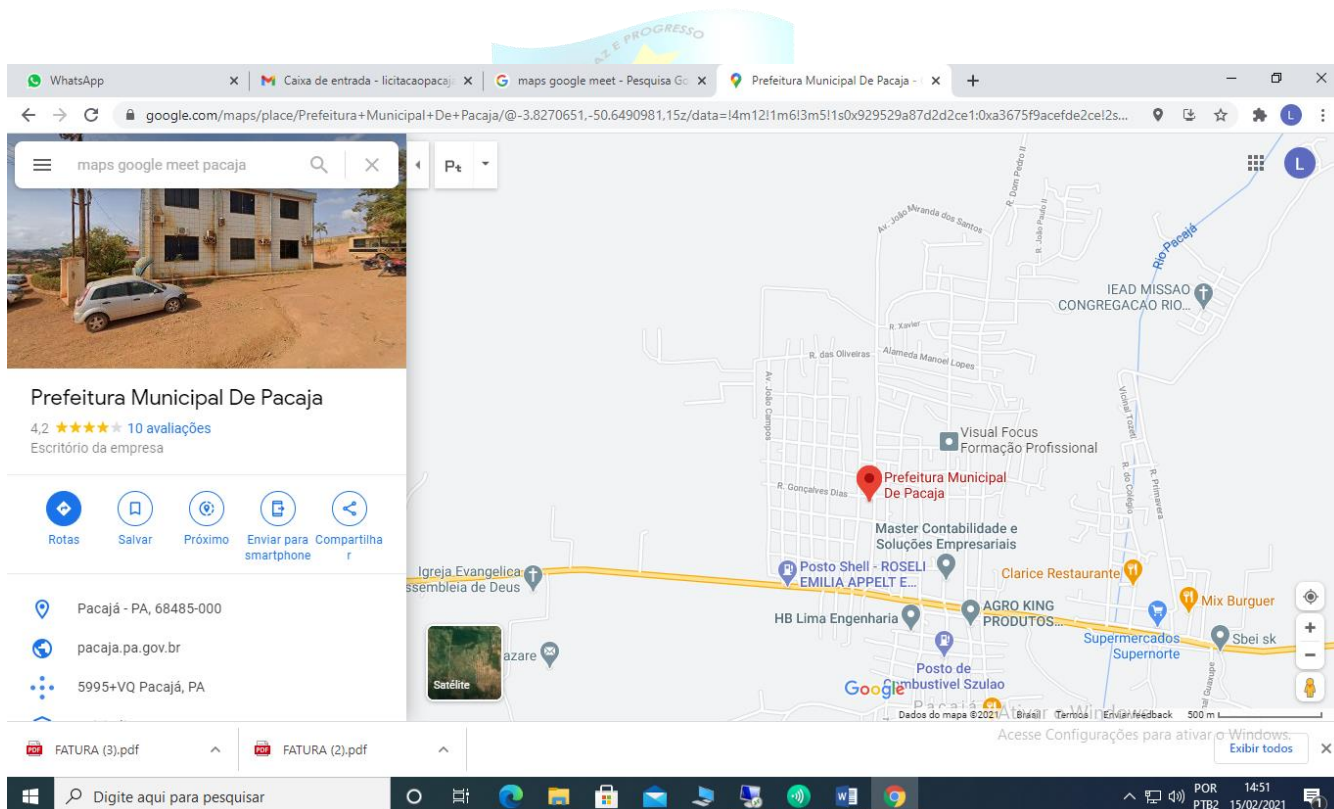 PAZ E PROGRESSO
WhatsApp
Caixa de entrada - licitacaopacaj
maps google meet - Pesquisa Go
Prefeitura Municipal De Pacaja -
google.com/maps/place/Prefeitura+Municipal+De+Pacaja/@-3.8270651,-50.6490981,15z/data=!4m12!1m6!3m5!1s0x929529a87d2d2ce1:0xa3675f9acefde2ce!2s...
L
maps google meet pacaja
L
Prefeitura Municipal De Pacaja
4,2 ★★★★★ 10 avaliações
Escritório da empresa
Rotas
Salvar
Próximo
Enviar para smartphone
Compartilha
r
Pacajá - PA, 68485-000
pacaja.pa.gov.br
5995+VQ Pacajá, PA
R. Dom Pedro II
Av. João Miranda dos Santos
R. João Paulo II
Rio Pacajá
IEAD MISSAO
CONGREGACAO RIO...
R. Xavier
R. das Oliveiras
Alameda Manoel Lopes
Av. João Campos
Vicinal Tozeti
Visual Focus
Formação Profissional
Prefeitura Municipal
De Pacaja
R. Gonçalves Dias
R. do Colégio
R. Primavera
Master Contabilidade e
Soluções Empresariais
Igreja Evangelica
ssembleia de Deus
Posto Shell - ROSELI
EMILIA APPELT E...
Clarice Restaurante
Mix Burguer
HB Lima Engenharia
AGRO KING
PRODUTOS...
Supermercados
Supernorte
Sbei sk
azare
Satélite
Posto de
Combustivel Szulao
Guaxupe
Google
Pacajá
Ativar o Windows
Dados do mapa ©2021
Brasil
Termos
Enviar feedback
500 m
Acesse Configurações para ativar o Windows.
FATURA (3).pdf
FATURA (2).pdf
Exibir todos
Digite aqui para pesquisar
POR
PTB2
14:51
15/02/2021